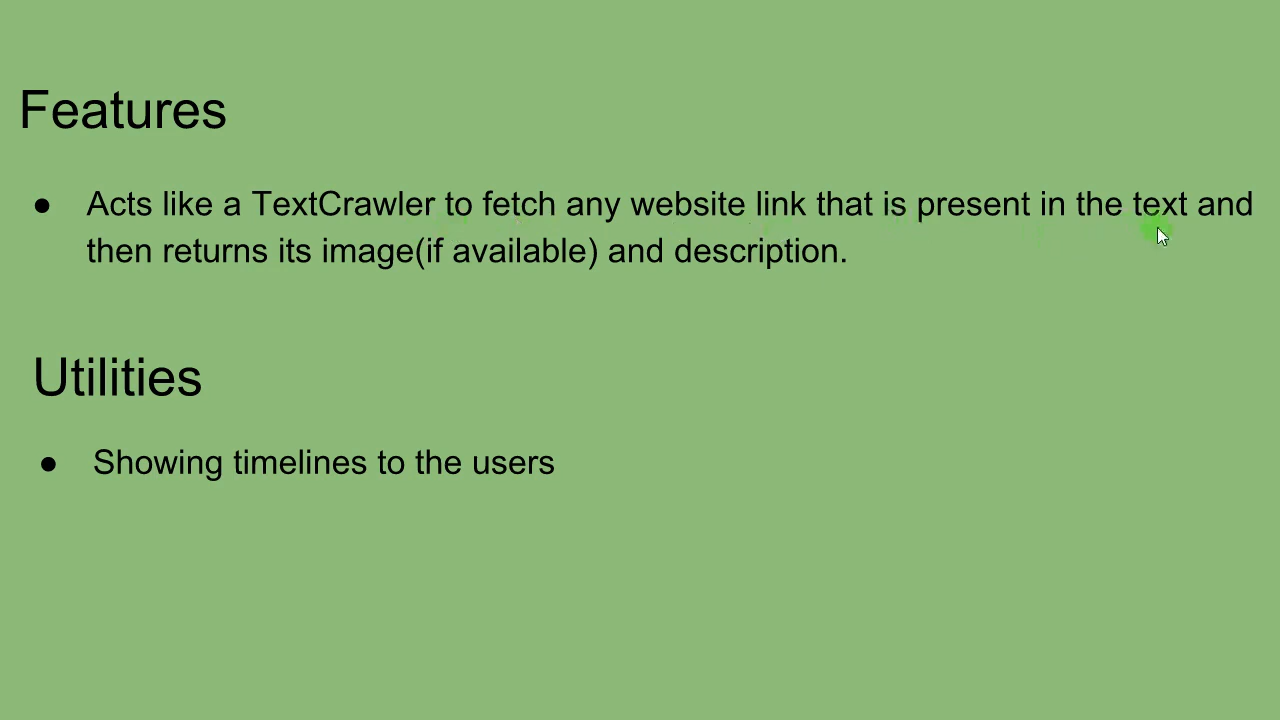 Features
● Acts like a TextCrawler to fetch any website link that is present in the text and
then returns its image(if available) and description.
Utilities
● Showing timelines to the users